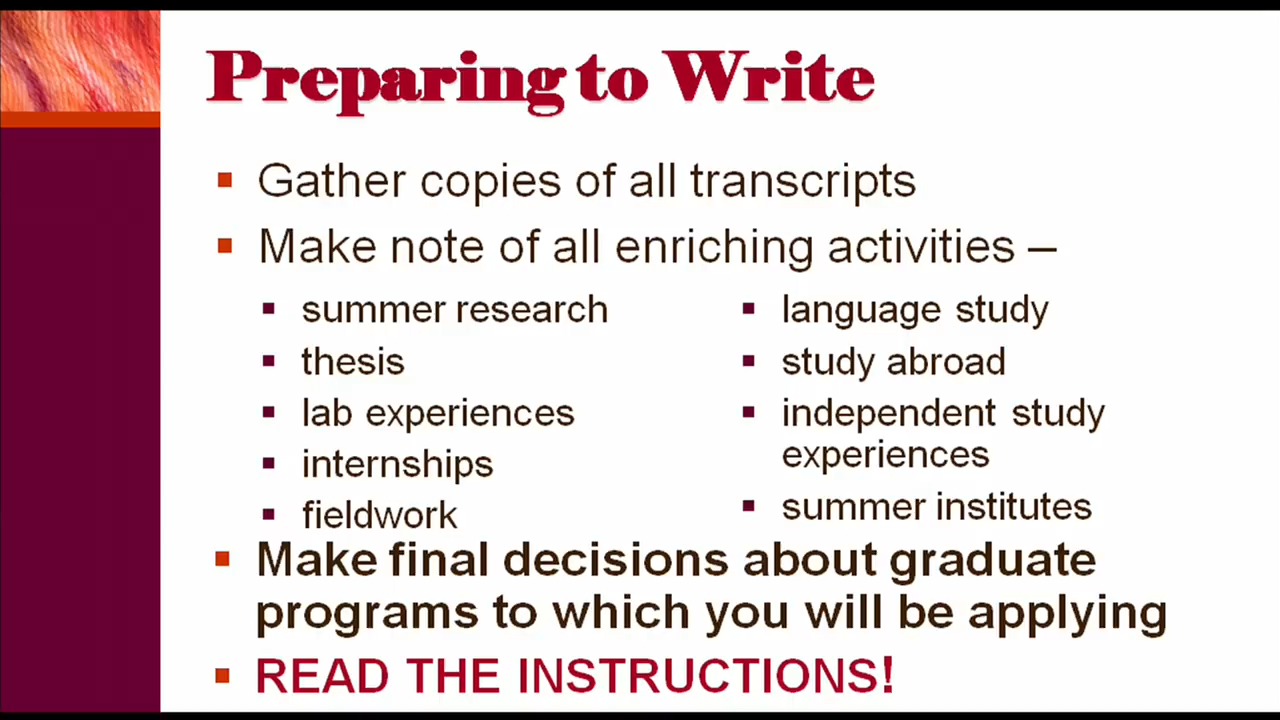 Preparing to Write
Gather copies of all transcripts
Make note of all enriching activities –
summer research
thesis
lab experiences
internships
fieldwork
language study
study abroad
independent study
experiences
summer institutes
Make final decisions about graduate
programs to which you will be applying
READ THE INSTRUCTIONS!